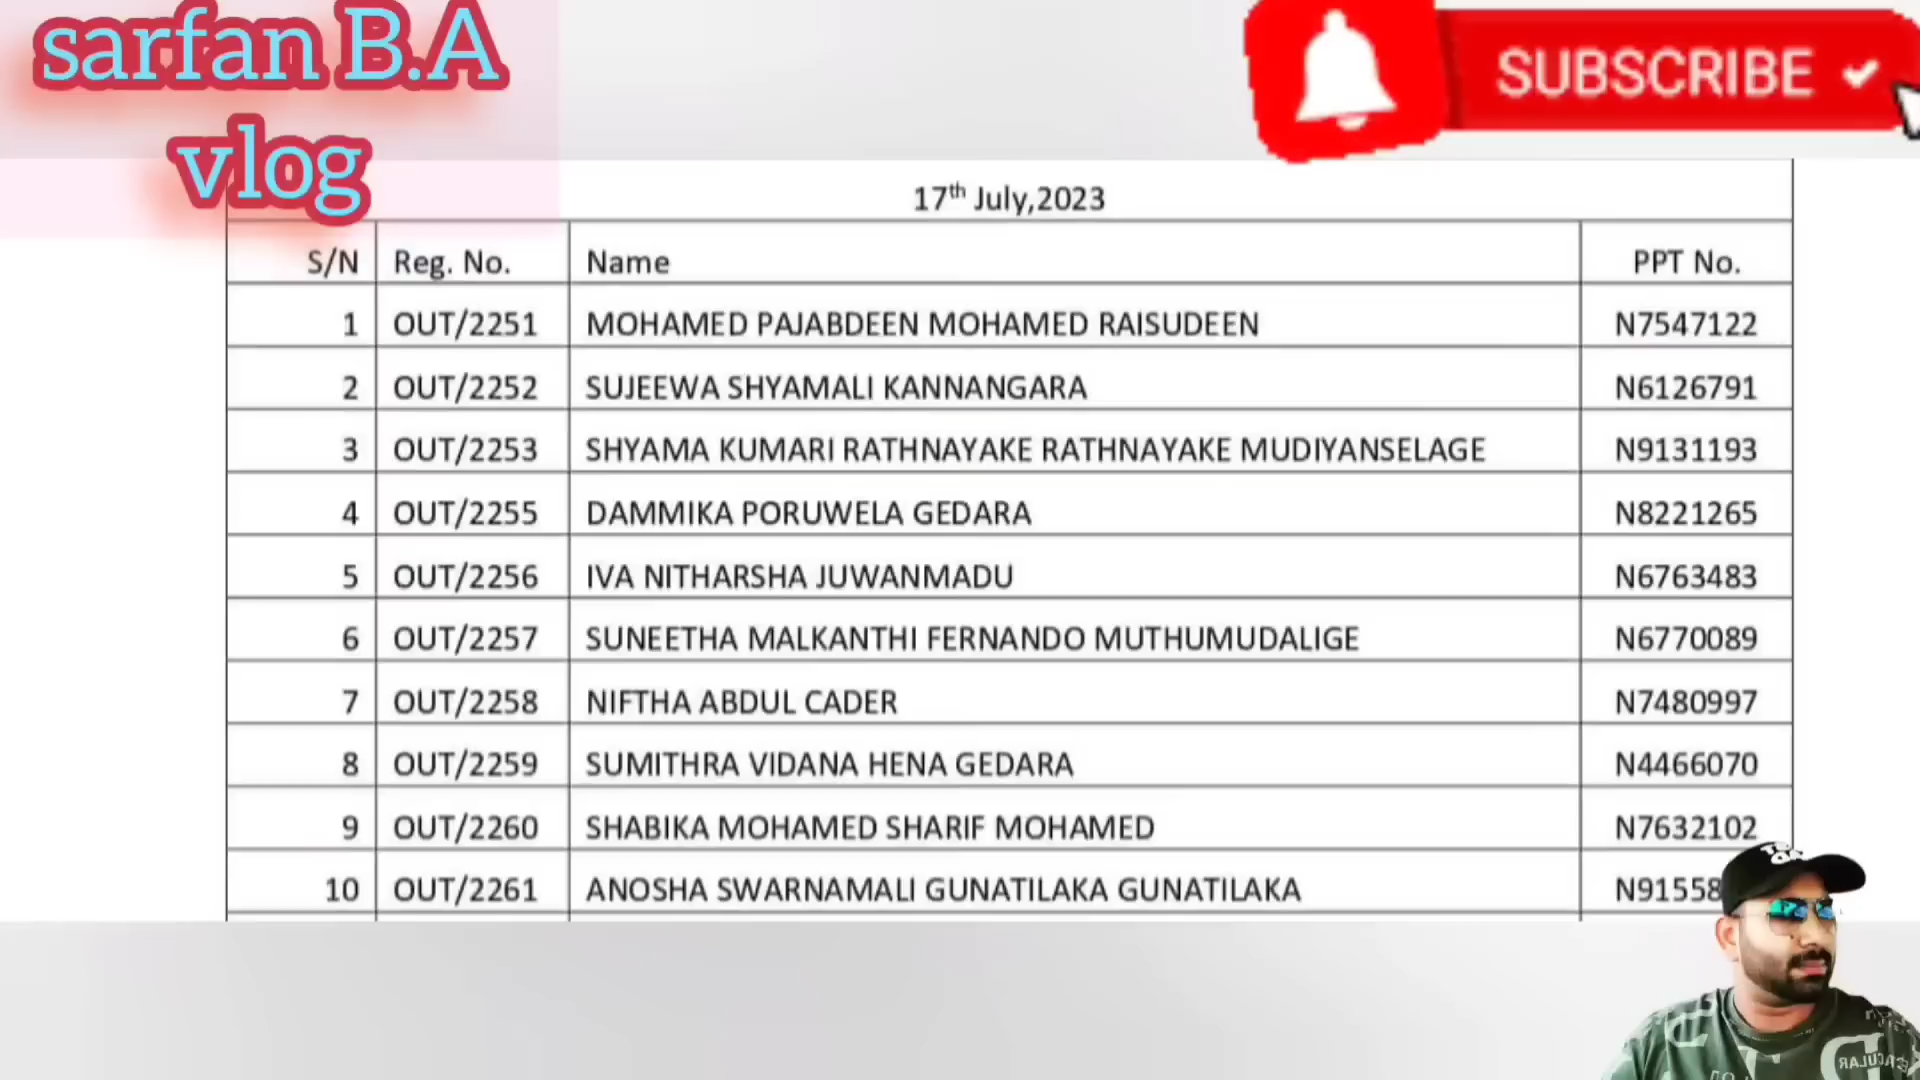 sarfan B.A
vlog
SUBSCRIBE
17th July,2023
S/N Reg. No. Name PPT No.
1 OUT/2251 MOHAMED PAJABDEEN MOHAMED RAISUDEEN N7547122
2 OUT/2252 SUJEEWA SHYAMALI KANNANGARA N6126791
3 OUT/2253 SHYAMA KUMARI RATHNAYAKE RATHNAYAKE MUDIYANSELAGE N9131193
4 OUT/2255 DAMMIKA PORUWELA GEDARA N8221265
5 OUT/2256 IVA NITHARSHA JUWANMADU N6763483
6 OUT/2257 SUNEETHA MALKANTHI FERNANDO MUTHUMUDALIGE N6770089
7 OUT/2258 NIFTHA ABDUL CADER N7480997
8 OUT/2259 SUMITHRA VIDANA HENA GEDARA N4466070
9 OUT/2260 SHABIKA MOHAMED SHARIF MOHAMED N7632102
10 OUT/2261 ANOSHA SWARNAMALI GUNATILAKA GUNATILAKA